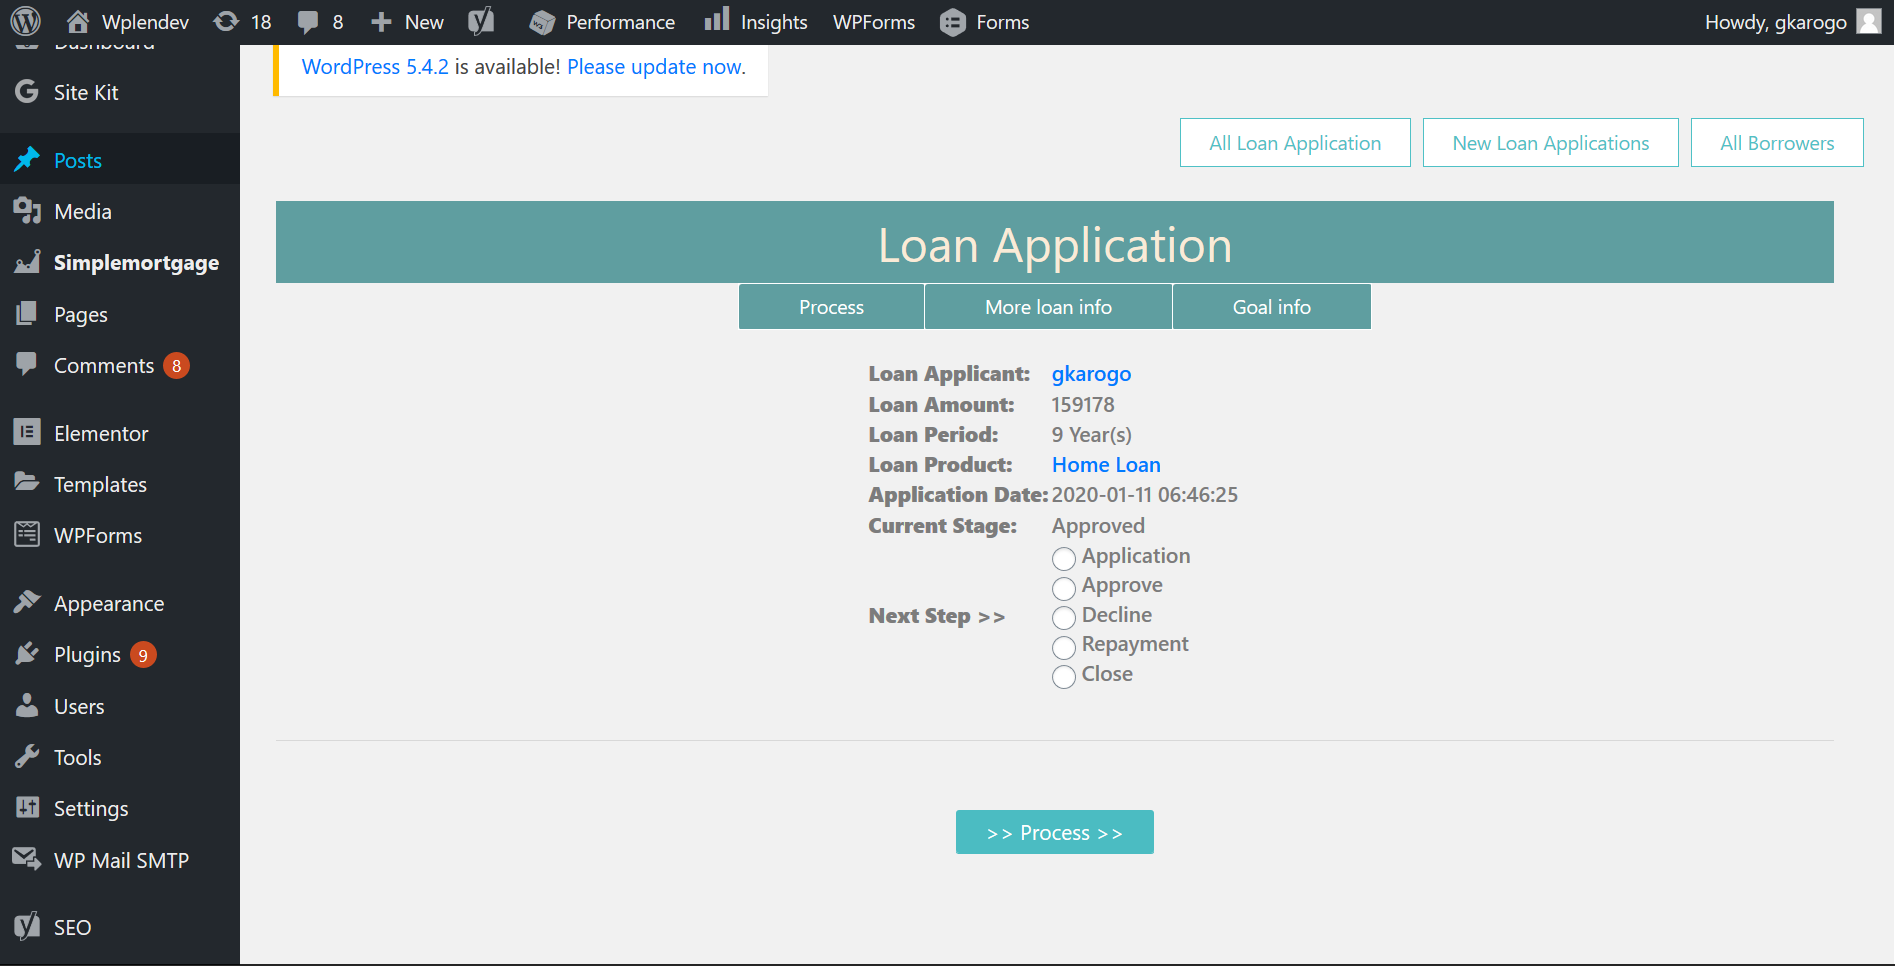 Wplendev 18 8 New Performance Insights WPForms Forms Howdy, gkarogo
Dashboard
Site Kit
Posts
Media
Simplemortgage
Pages
Comments 8
Elementor
Templates
WPForms
Appearance
Plugins 9
Users
Tools
Settings
WP Mail SMTP
SEO
WordPress 5.4.2 is available! Please update now.
All Loan Application New Loan Applications All Borrowers
Loan Application
Process More loan info Goal info
Loan Applicant: gkarogo
Loan Amount: 159178
Loan Period: 9 Year(s)
Loan Product: Home Loan
Application Date: 2020-01-11 06:46:25
Current Stage: Approved
Application
Approve
Next Step >> Decline
Repayment
Close
>> Process >>